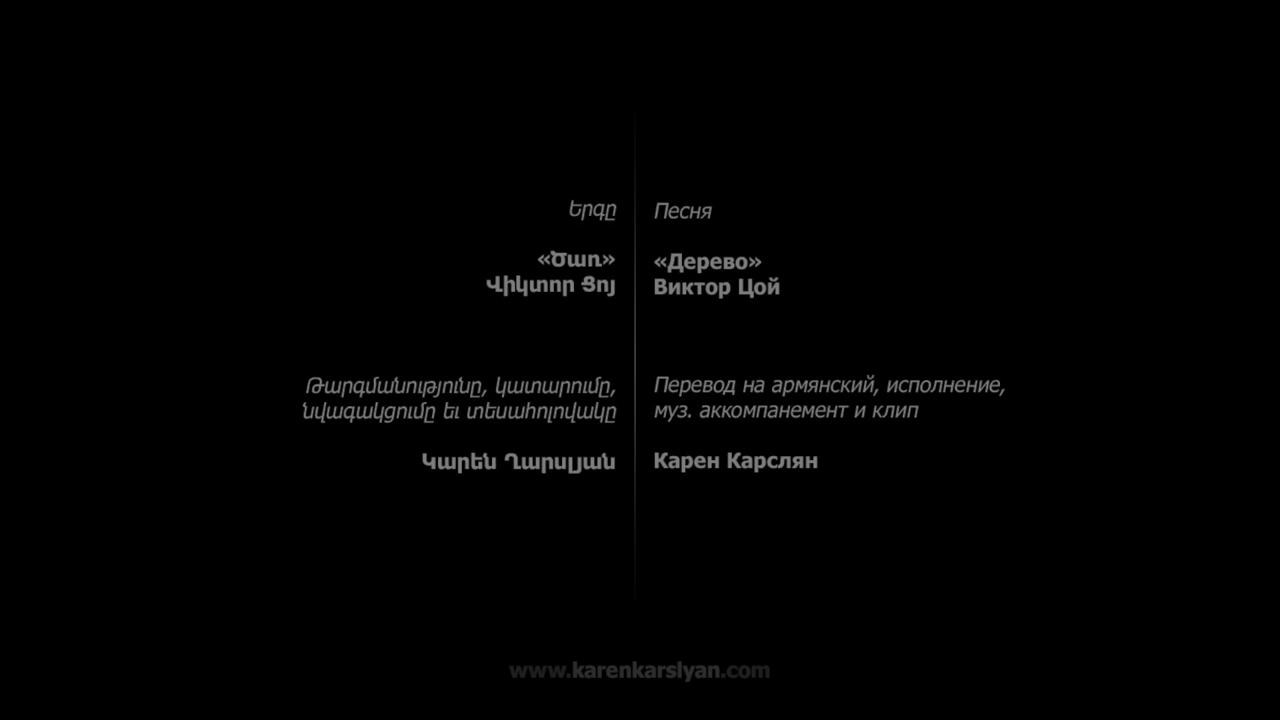 Երգը
«Ծառ»
Վիկտոր Ցոյ
Թարգմանությունը, կատարումը,
նվագակցումը եւ տեսահոլովակը
Կարեն Ղարսլյան
Песня
«Дерево»
Виктор Цой
Перевод на армянский, исполнение,
муз. аккомпанемент и клип
Карен Карслян
www.karenkarslyan.com